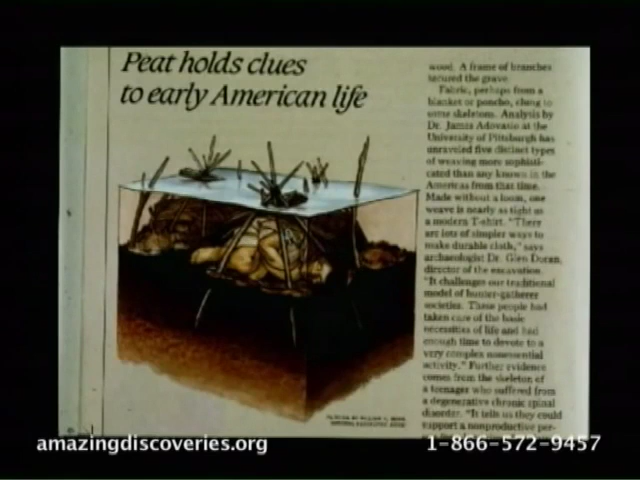 Peat holds clues
to early American life
wood. A frame of branches
secured the grave.
Fabric, perhaps from a
blanket or poncho, clung to
some skeletons. Analysis by
Dr. James Adovasio at the
University of Pittsburgh has
unraveled five distinct types
of weaving more sophisti-
cated than any known in the
Americas from that time.
Made without a loom, one
weave is nearly as tight as
a modern T-shirt. "There
are lots of simpler ways to
make durable cloth," says
archaeologist Dr. Glen Doran,
director of the excavation.
"It challenges our traditional
model of hunter-gatherer
societies. These people had
taken care of the basic
necessities of life and had
enough time to devote to a
very complex nonessential
activity." Further evidence
comes from the skeleton of
a teenager who suffered from
a degenerative chronic spinal
disorder. "It tells us they could
support a nonproductive per-
PAINTING BY WILLIAM H.
NATIONAL GEOGRAPHIC
amazingdiscoveries.org
1-866-572-9457